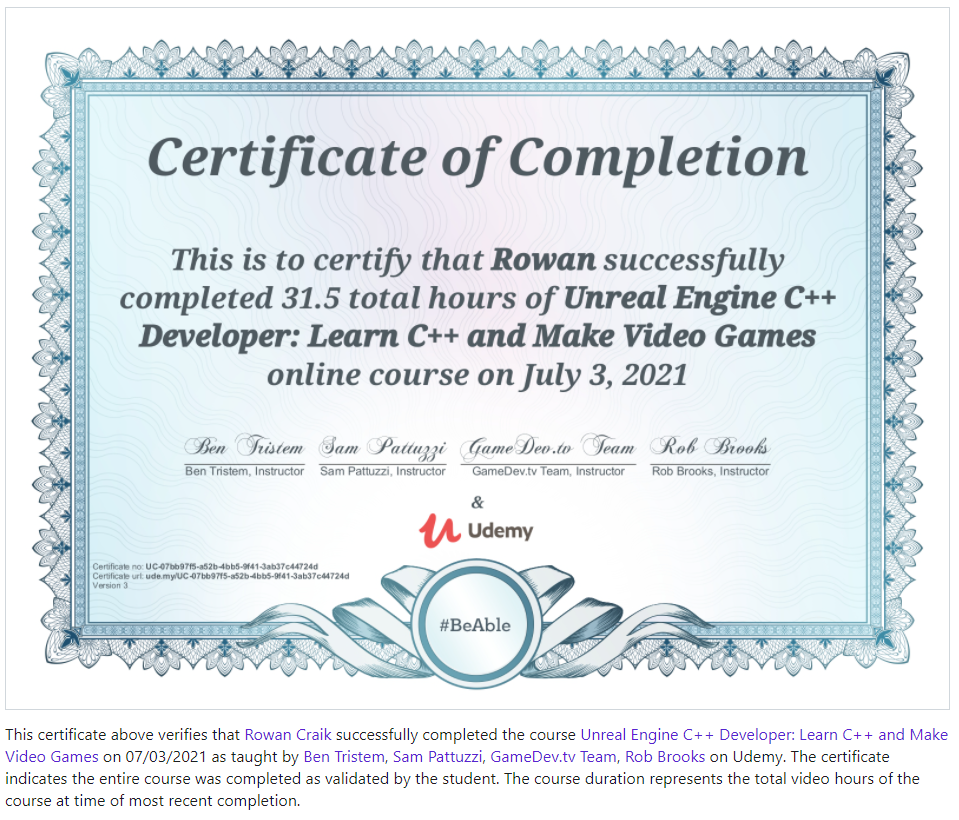 Certificate of Completion
This is to certify that Rowan successfully
completed 31.5 total hours of Unreal Engine C++
Developer: Learn C++ and Make Video Games
online course on July 3, 2021
Ben Tristem Sam Pattuzzi GameDev.tv Team Rob Brooks
Ben Tristem, Instructor Sam Pattuzzi, Instructor GameDev.tv Team, Instructor Rob Brooks, Instructor
&
Udemy
Certificate no: UC-07bb97f5-a52b-4bb5-9f41-3ab37c44724d
Certificate url: ude.my/UC-07bb97f5-a52b-4bb5-9f41-3ab37c44724d
Version 3
#BeAble
This certificate above verifies that Rowan Craik successfully completed the course Unreal Engine C++ Developer: Learn C++ and Make
Video Games on 07/03/2021 as taught by Ben Tristem, Sam Pattuzzi, GameDev.tv Team, Rob Brooks on Udemy. The certificate
indicates the entire course was completed as validated by the student. The course duration represents the total video hours of the
course at time of most recent completion.